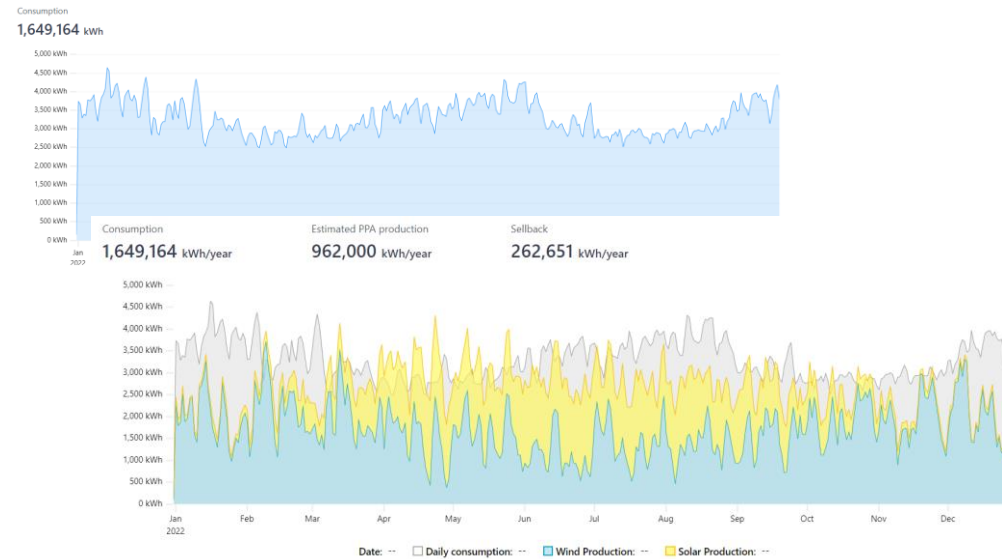 Consumption
1,649,164 kWh
5,000 kWh
4,500 kWh
4,000 kWh
3,500 kWh
3,000 kWh
2,500 kWh
2,000 kWh
1,500 kWh
1,000 kWh
500 kWh
0 kWh
Jan
2022
Consumption Estimated PPA production Sellback
1,649,164 kWh/year 962,000 kWh/year 262,651 kWh/year
5,000 kWh
4,500 kWh
4,000 kWh
3,500 kWh
3,000 kWh
2,500 kWh
2,000 kWh
1,500 kWh
1,000 kWh
500 kWh
0 kWh
Jan Feb Mar Apr May Jun Jul Aug Sep Oct Nov Dec
2022
Date: -- Daily consumption: -- Wind Production: -- Solar Production: --